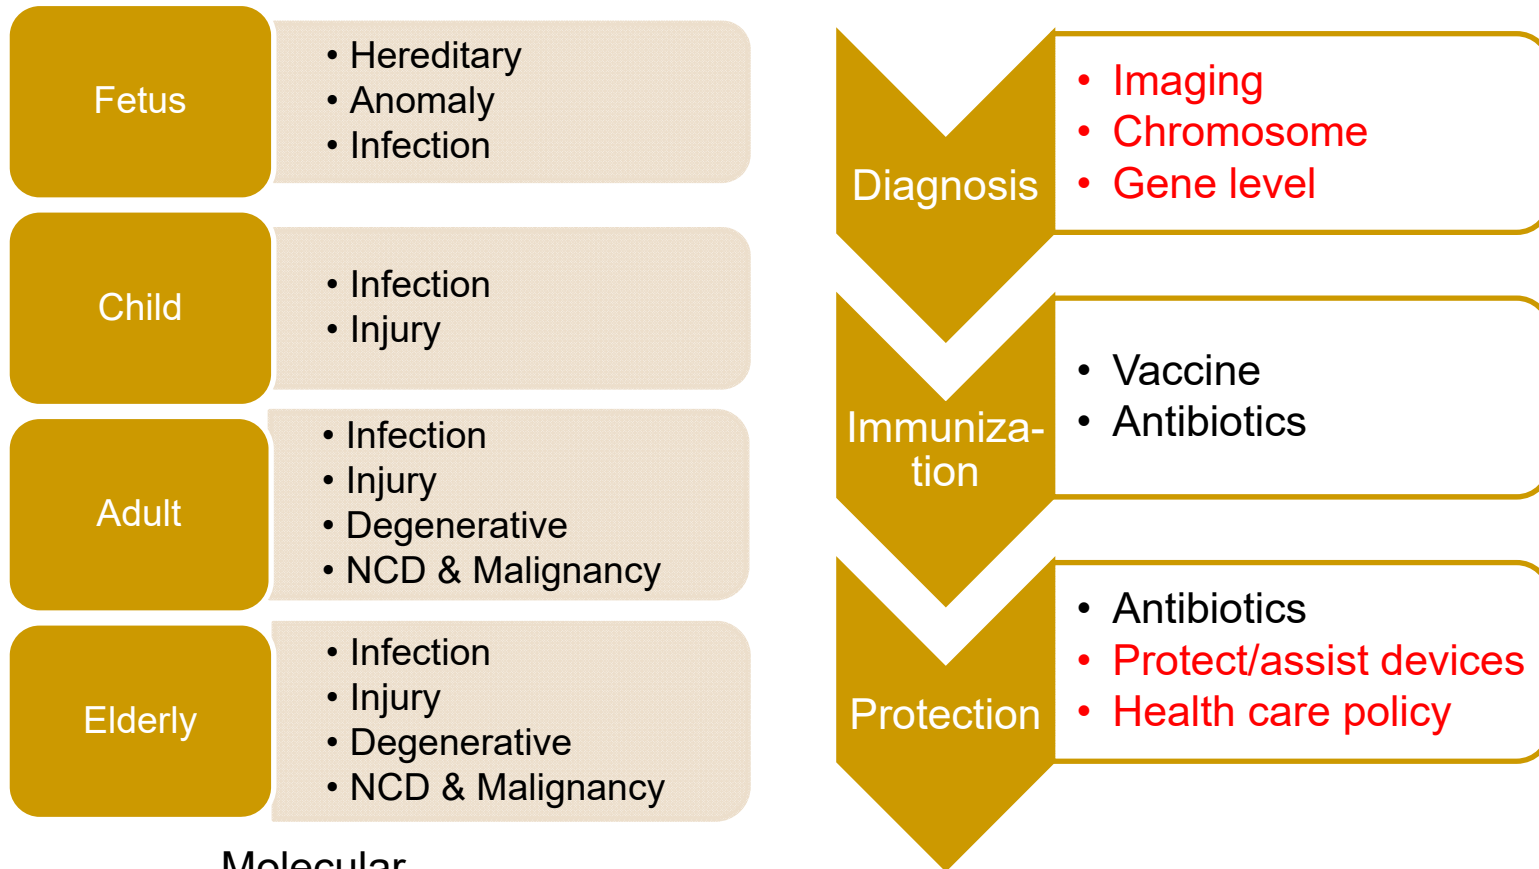 Fetus
• Hereditary
• Anomaly
• Infection
Child
• Infection
• Injury
Adult
• Infection
• Injury
• Degenerative
• NCD & Malignancy
Elderly
• Infection
• Injury
• Degenerative
• NCD & Malignancy
Molecular
Diagnosis
• Imaging
• Chromosome
• Gene level
Immuniza-
tion
• Vaccine
• Antibiotics
Protection
• Antibiotics
• Protect/assist devices
• Health care policy